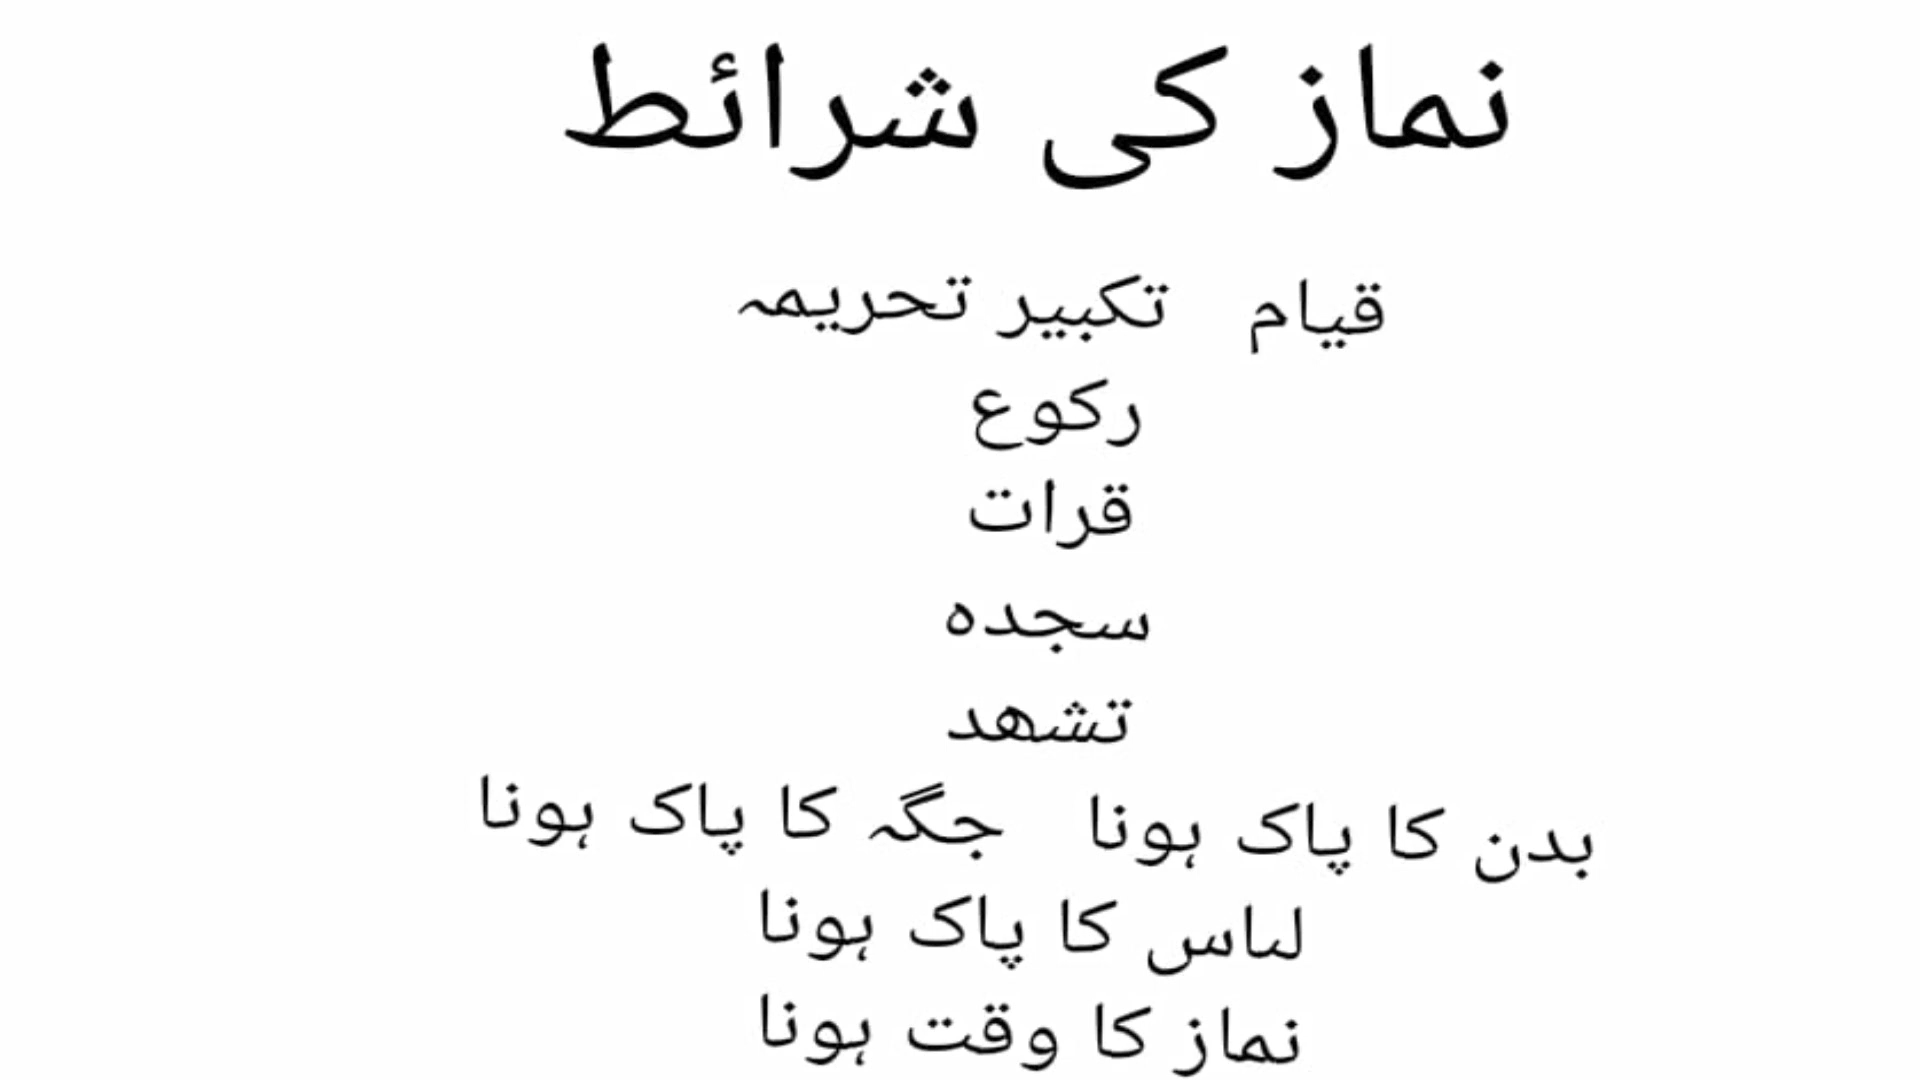 نماز کی شرائط
قیام تکبیر تحریمہ
رکوع
قرات
سجدہ
تشھد
بدن کا پاک ہونا جگہ کا پاک ہونا
لباس کا پاک ہونا
نماز کا وقت ہونا